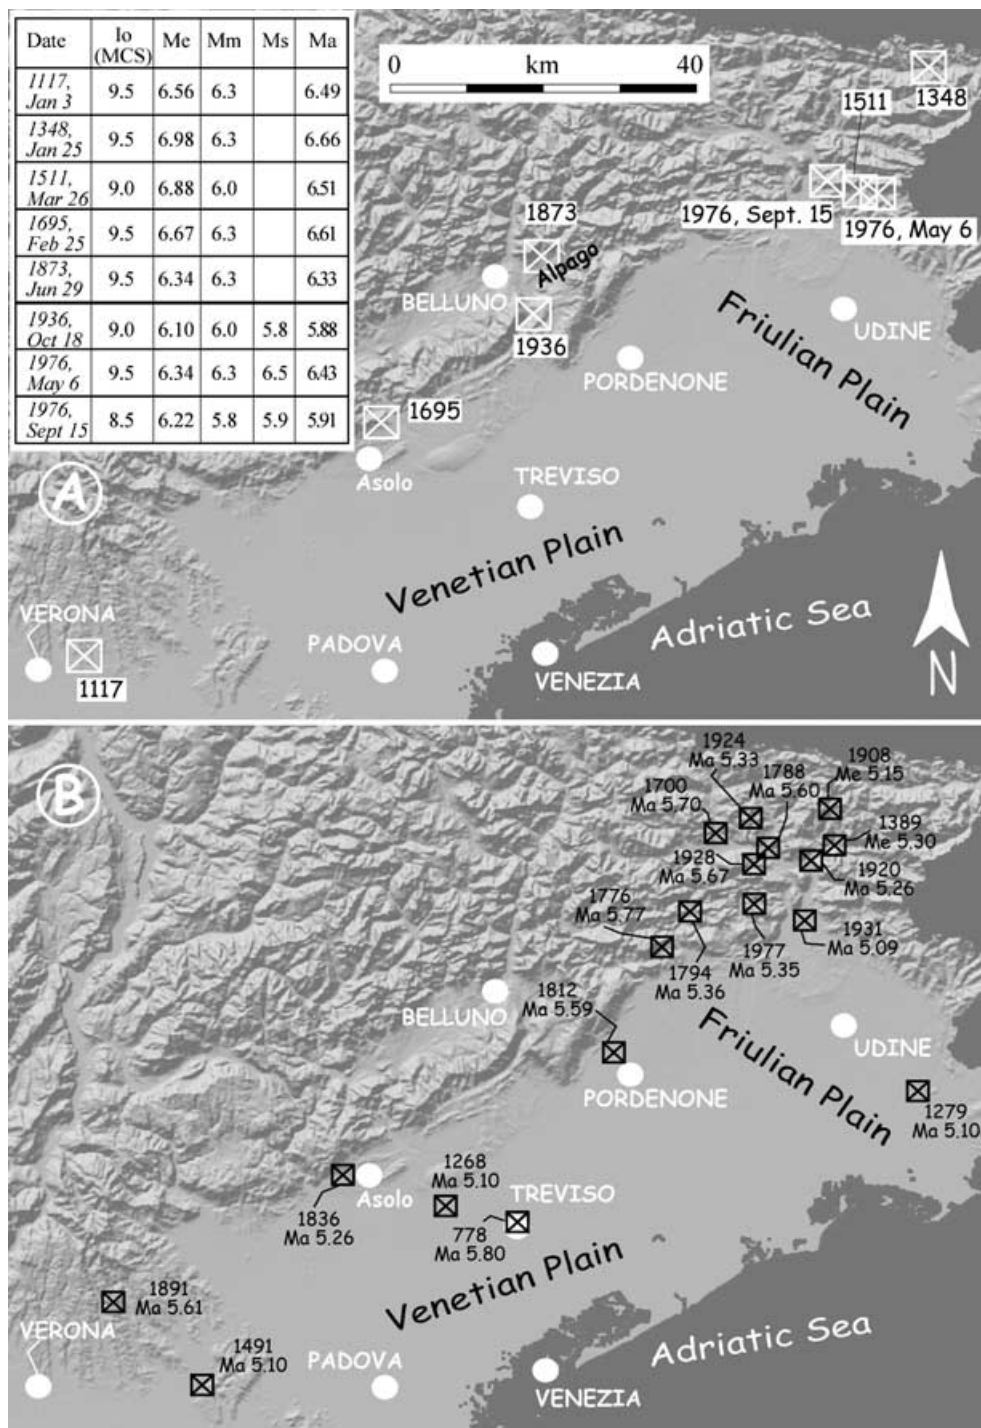 Date Io (MCS) Me Mm Ms Ma
1117, Jan 3 9.5 6.56 6.3 6.49
1348, Jan 25 9.5 6.98 6.3 6.66
1511, Mar 26 9.0 6.88 6.0 6.51
1695, Feb 25 9.5 6.67 6.3 6.61
1873, Jun 29 9.5 6.34 6.3 6.33
1936, Oct 18 9.0 6.10 6.0 5.8 5.88
1976, May 6 9.5 6.34 6.3 6.5 6.43
1976, Sept 15 8.5 6.22 5.8 5.9 5.91
0 km 40
1348
1511
1976, Sept. 15
1976, May 6
1873
Alpago
BELLUNO
1936
UDINE
Friulian Plain
PORDENONE
1695
Asolo
A
TREVISO
Venetian Plain
VERONA
PADOVA
Adriatic Sea
VENEZIA
1117
N
B
1924
Ma 5.33
1908
Me 5.15
1788
Ma 5.60
1700
Ma 5.70
1389
Me 5.30
1928
Ma 5.67
1920
Ma 5.26
1776
Ma 5.77
1931
Ma 5.09
1977
Ma 5.35
1794
Ma 5.36
1812
Ma 5.59
BELLUNO
Friulian Plain
UDINE
PORDENONE
1279
Ma 5.10
1268
Ma 5.10
Asolo
TREVISO
1836
Ma 5.26
778
Ma 5.80
Venetian Plain
1891
Ma 5.61
VERONA
1491
Ma 5.10
PADOVA
Adriatic Sea
VENEZIA